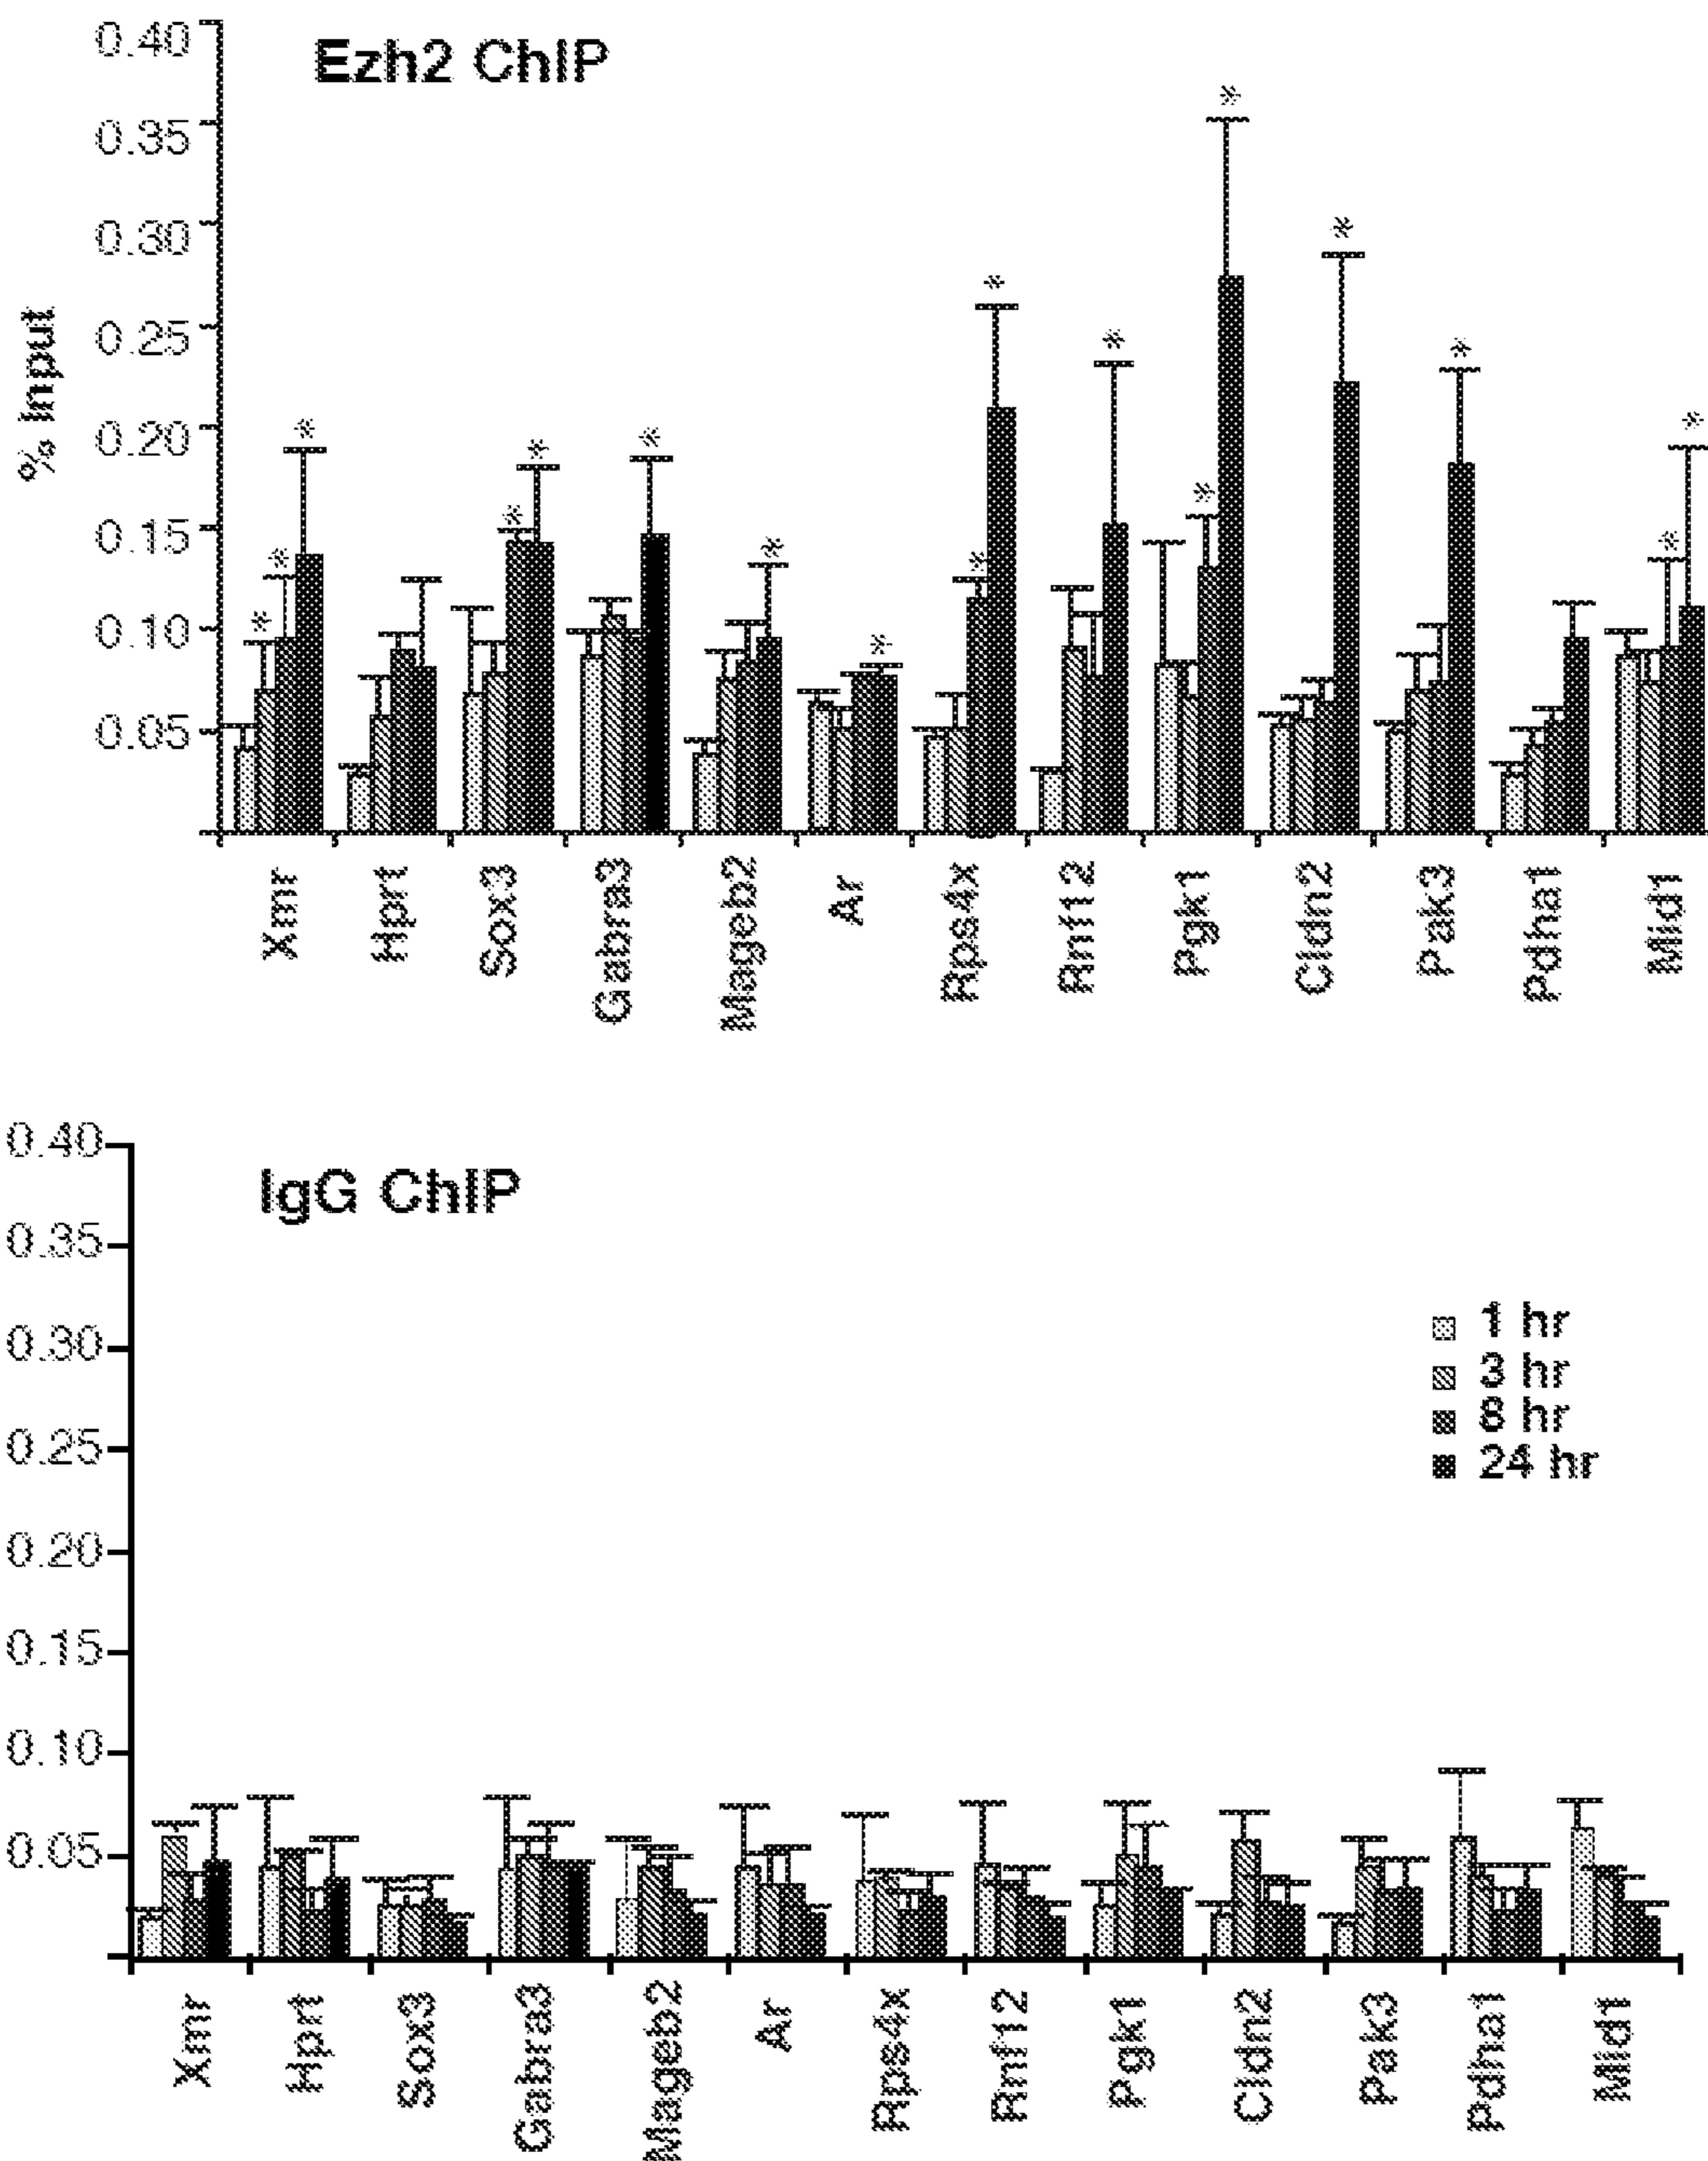 Ezh2 ChIP
% Input
0.40
0.35
0.30
0.25
0.20
0.15
0.10
0.05
* * * * * * * * * * * * * * * * *
Xmr
Hprt
Sox3
Gabra3
Mageb2
Ar
Rps4x
Rnf12
Pgk1
Cldn2
Pak3
Pdha1
Mid1
IgG ChIP
0.40
0.35
0.30
0.25
0.20
0.15
0.10
0.05
1 hr
3 hr
6 hr
24 hr
Xmr
Hprt
Sox3
Gabra3
Mageb2
Ar
Rps4x
Rnf12
Pgk1
Cldn2
Pak3
Pdha1
Mid1